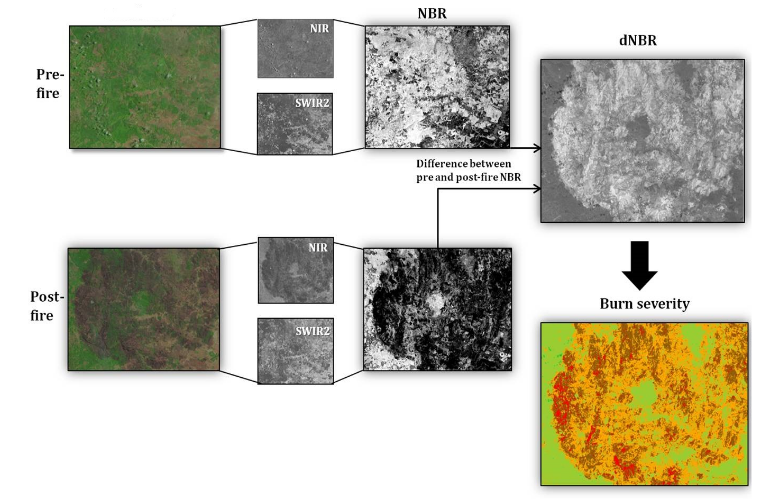 NBR
dNBR
Pre-
fire
NIR
SWIR2
Difference between
pre and post-fire NBR
Post-
fire
NIR
SWIR2
Burn severity